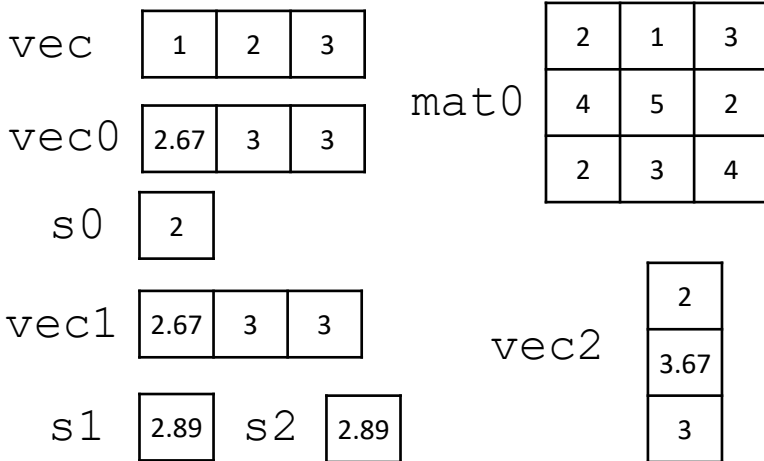 vec 1 2 3
vec0 2.67 3 3
s0 2
vec1 2.67 3 3
s1 2.89 s2 2.89
mat0
2 1 3
4 5 2
2 3 4
vec2
2
3.67
3